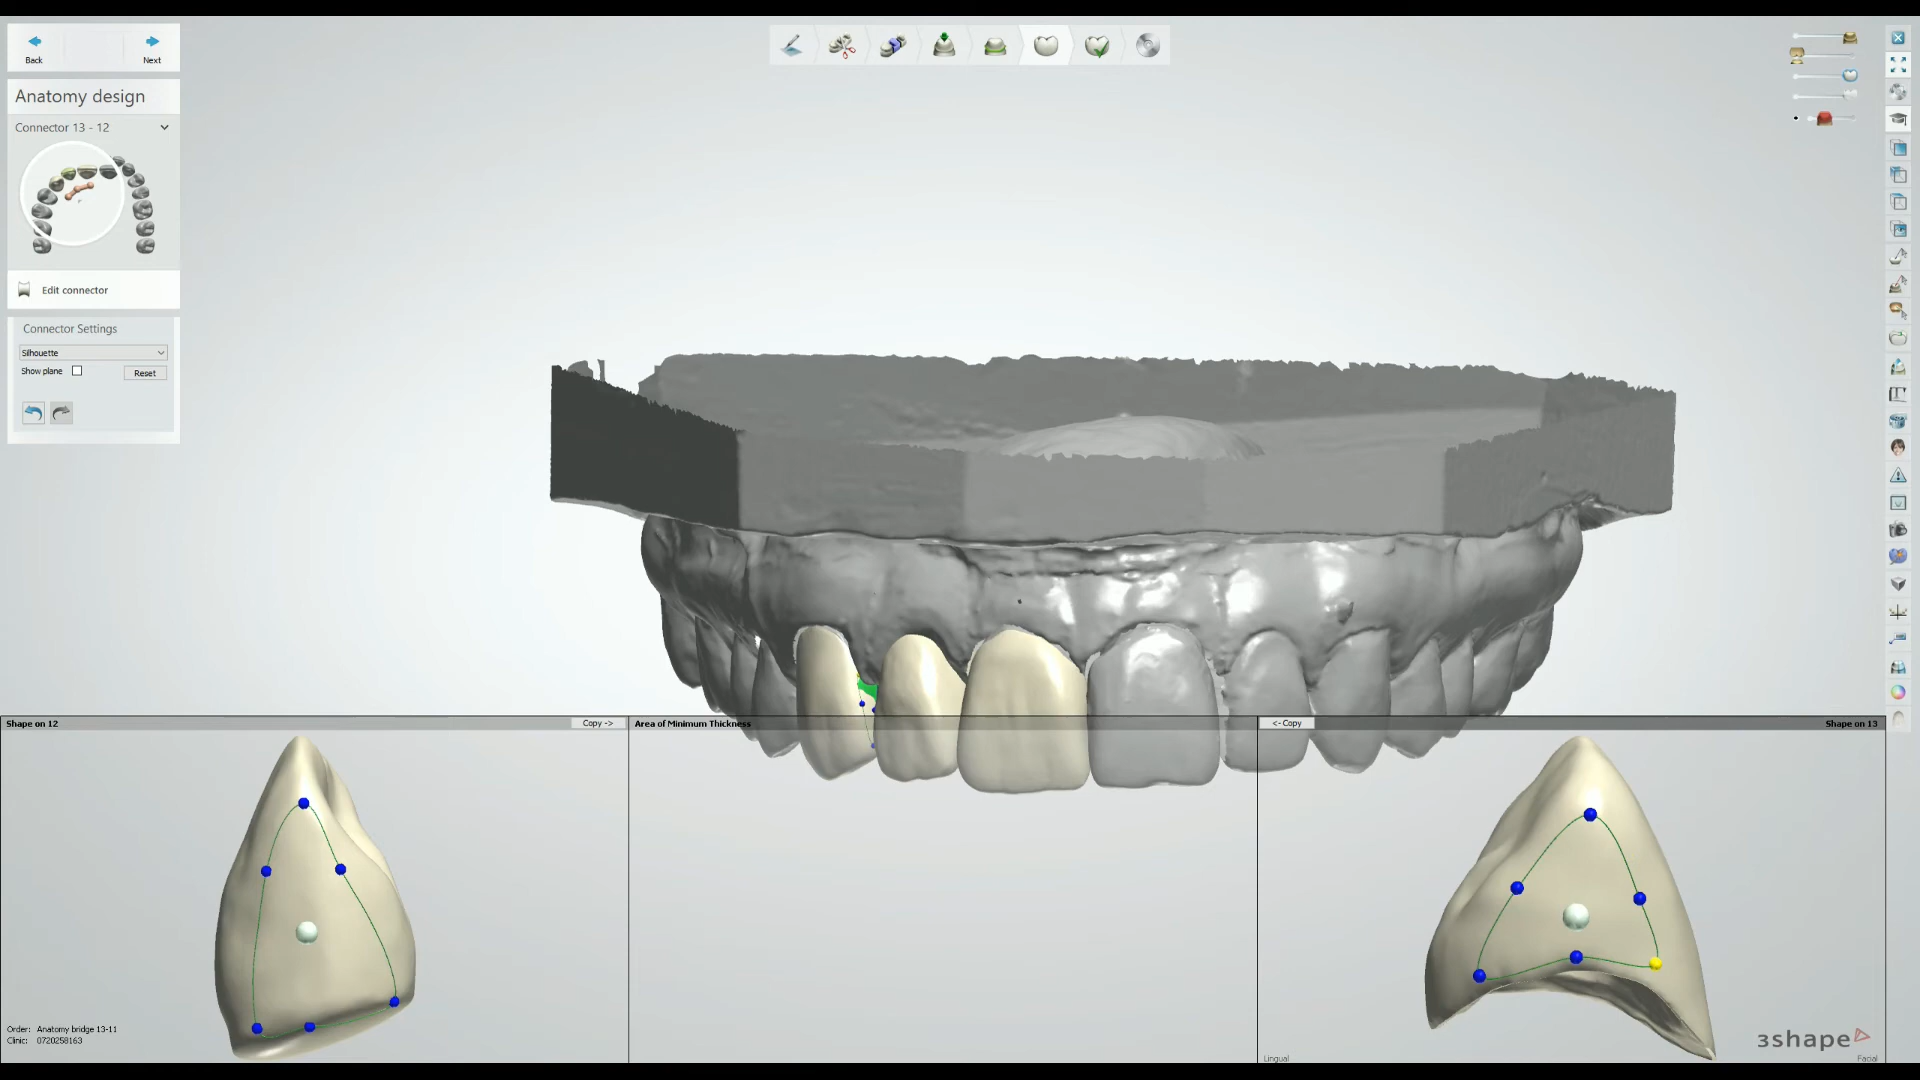 Back
Next
Anatomy design
Connector 13 - 12
Edit connector
Connector Settings
Silhouette
Show plane
Reset
Shape on 12
Copy ->
Area of Minimum Thickness
<- Copy
Shape on 13
Order: Anatomy bridge 13-11
Clinic: 0720258163
Lingual
3shape
Facial